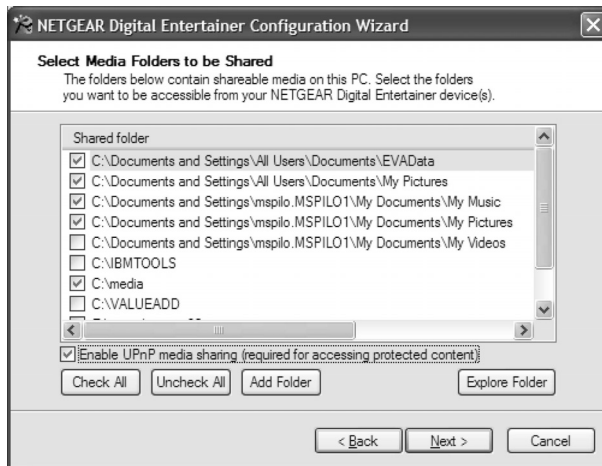 NETGEAR Digital Entertainer Configuration Wizard
Select Media Folders to be Shared
The folders below contain shareable media on this PC. Select the folders
you want to be accessible from your NETGEAR Digital Entertainer device(s).
Shared folder
C:\Documents and Settings\All Users\Documents\EVAData
C:\Documents and Settings\All Users\Documents\My Pictures
C:\Documents and Settings\mspilo.MSPILO1\My Documents\My Music
C:\Documents and Settings\mspilo.MSPILO1\My Documents\My Pictures
C:\Documents and Settings\mspilo.MSPILO1\My Documents\My Videos
C:\IBMTOOLS
C:\media
C:\VALUEADD
Enable UPnP media sharing (required for accessing protected content)
Check All Uncheck All Add Folder Explore Folder
< Back Next > Cancel